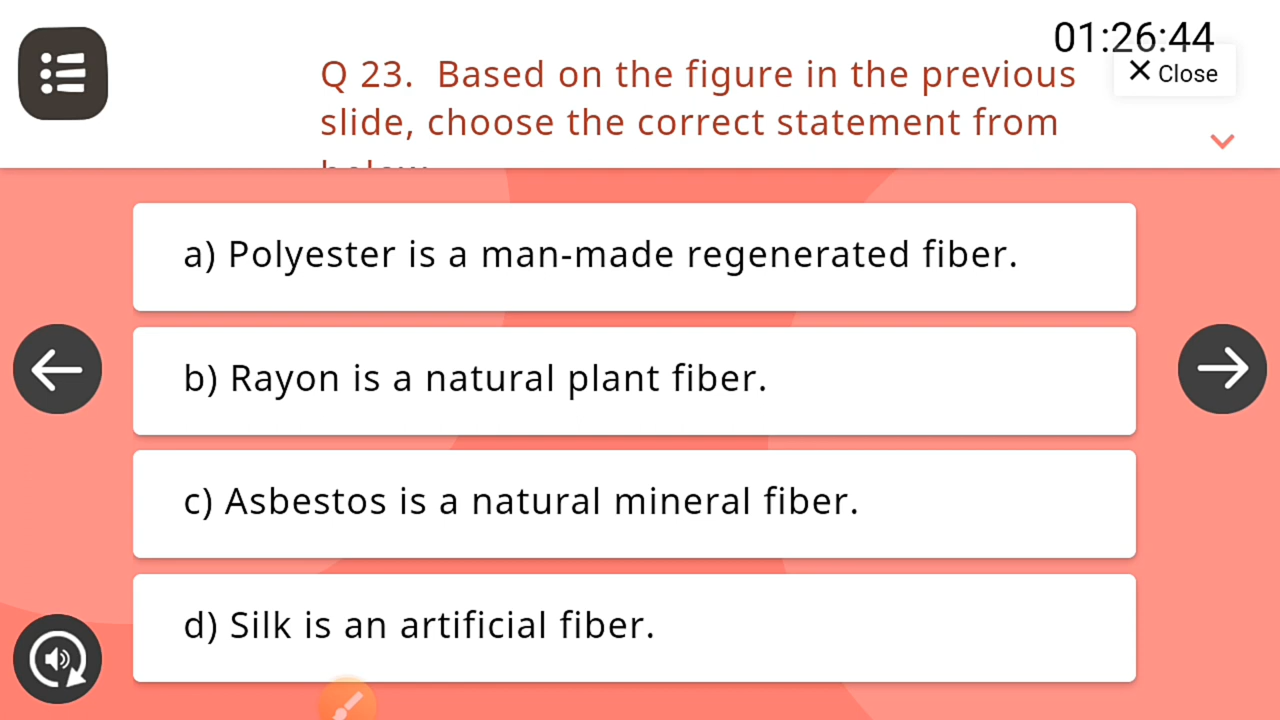 01:26:44
Close
Q 23. Based on the figure in the previous
slide, choose the correct statement from
a) Polyester is a man-made regenerated fiber.
b) Rayon is a natural plant fiber.
c) Asbestos is a natural mineral fiber.
d) Silk is an artificial fiber.